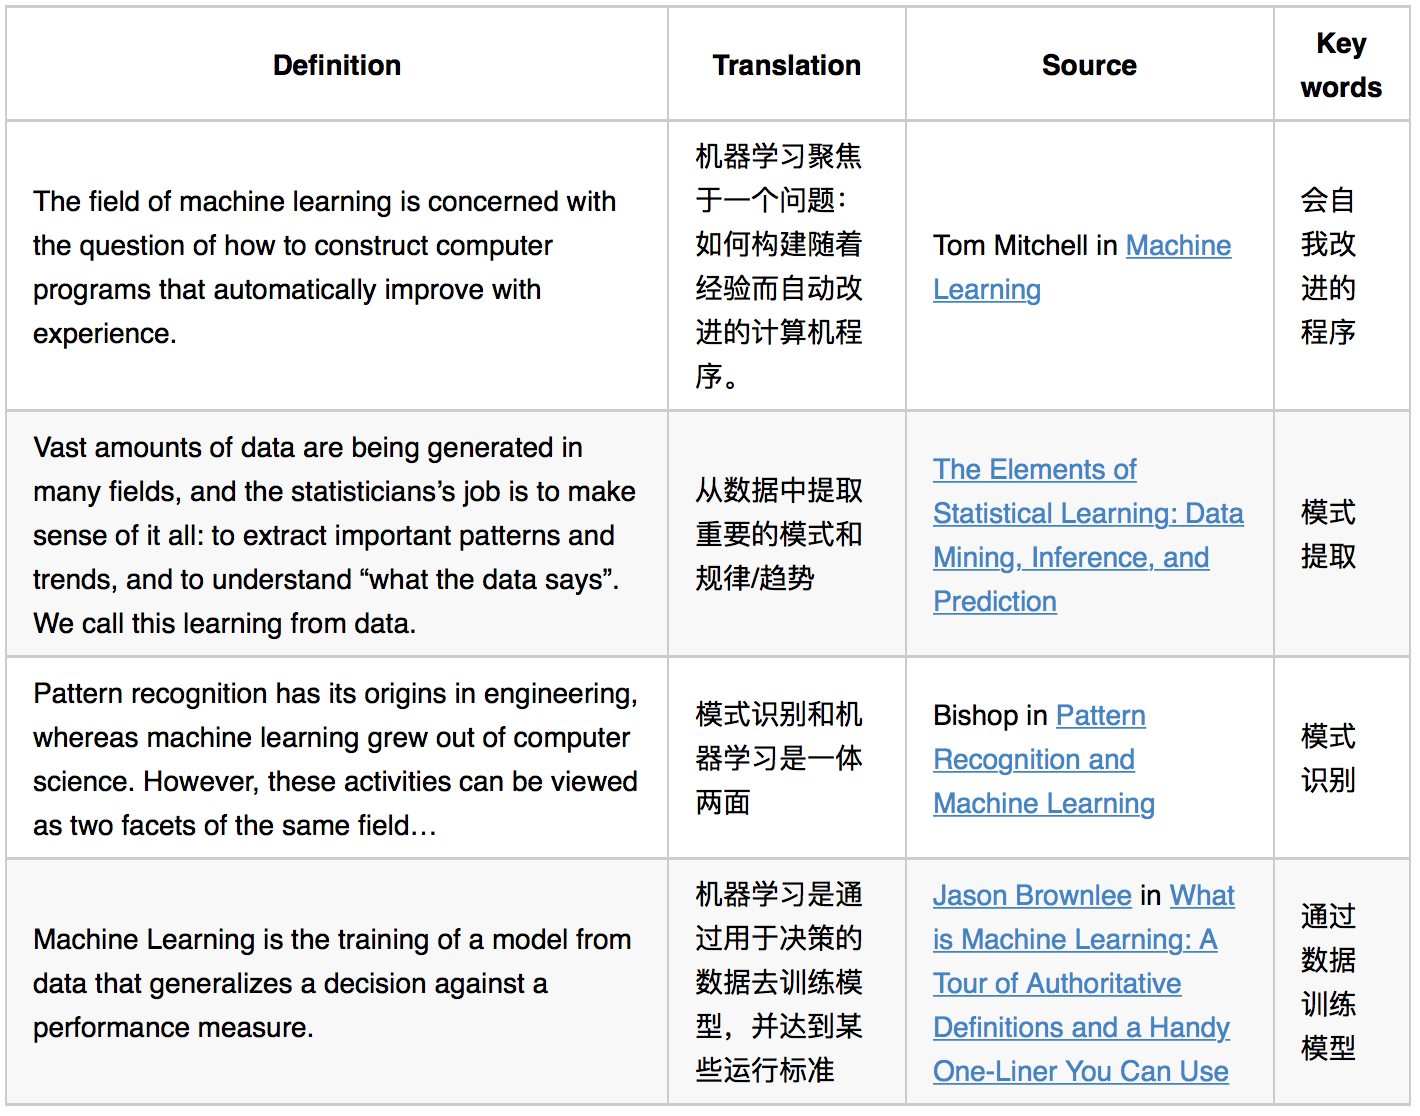 Definition
Translation
Source
Key
words
The field of machine learning is concerned with
the question of how to construct computer
programs that automatically improve with
experience.
机器学习聚焦
于一个问题：
如何构建随着
经验而自动改
进的计算机程
序。
Tom Mitchell in Machine
Learning
会自
我改
进的
程序
Vast amounts of data are being generated in
many fields, and the statisticians’s job is to make
sense of it all: to extract important patterns and
trends, and to understand “what the data says”.
We call this learning from data.
从数据中提取
重要的模式和
规律/趋势
The Elements of
Statistical Learning: Data
Mining, Inference, and
Prediction
模式
提取
Pattern recognition has its origins in engineering,
whereas machine learning grew out of computer
science. However, these activities can be viewed
as two facets of the same field…
模式识别和机
器学习是一体
两面
Bishop in Pattern
Recognition and
Machine Learning
模式
识别
Machine Learning is the training of a model from
data that generalizes a decision against a
performance measure.
机器学习是通
过用于决策的
数据去训练模
型，并达到某
些运行标准
Jason Brownlee in What
is Machine Learning: A
Tour of Authoritative
Definitions and a Handy
One-Liner You Can Use
通过
数据
训练
模型